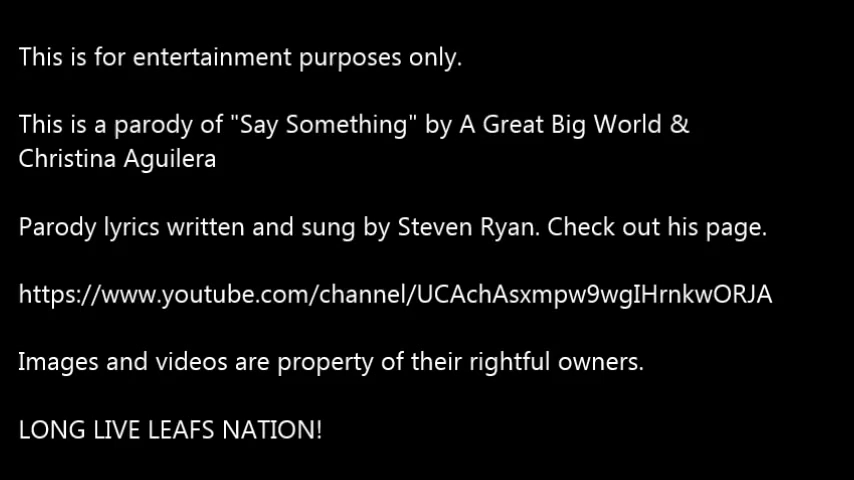 This is for entertainment purposes only.
This is a parody of "Say Something" by A Great Big World &
Christina Aguilera
Parody lyrics written and sung by Steven Ryan. Check out his page.
https://www.youtube.com/channel/UCAchAsxmpw9wgIHrnkwORJA
Images and videos are property of their rightful owners.
LONG LIVE LEAFS NATION!